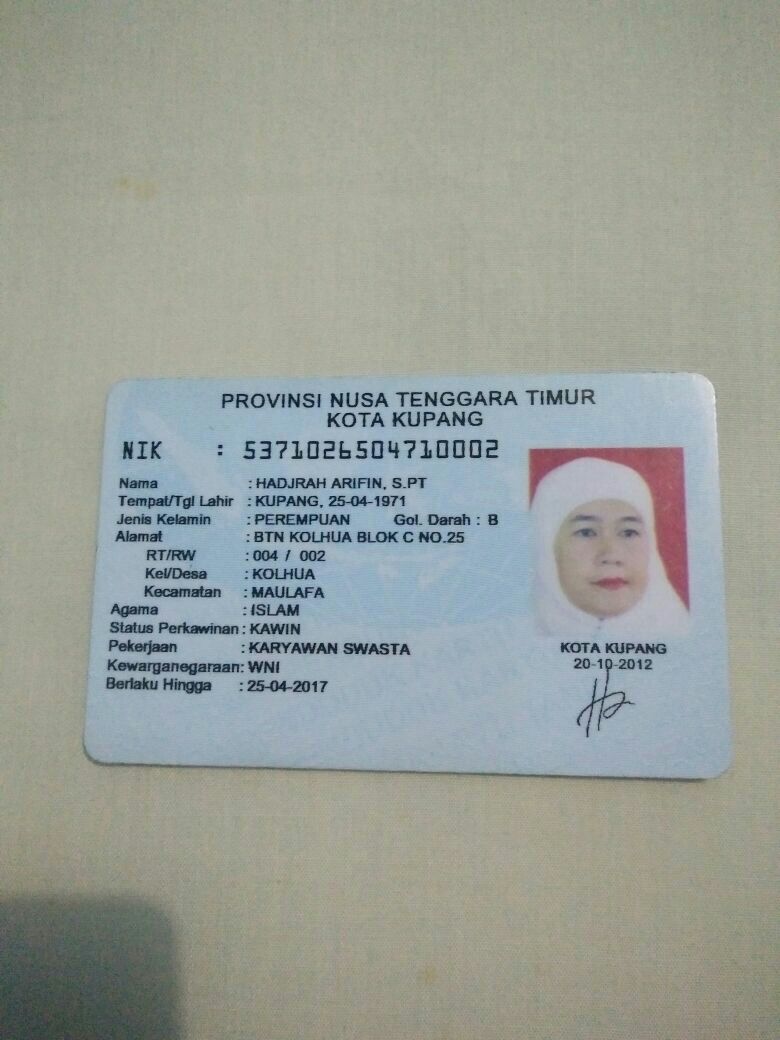 PROVINSI NUSA TENGGARA TIMUR
KOTA KUPANG
NIK : 5371026504710002
Nama : HADJRAH ARIFIN, S.PT
Tempat/Tgl Lahir : KUPANG, 25-04-1971
Jenis Kelamin : PEREMPUAN Gol. Darah : B
Alamat : BTN KOLHUA BLOK C NO.25
RT/RW : 004 / 002
Kel/Desa : KOLHUA
Kecamatan : MAULAFA
Agama : ISLAM
Status Perkawinan : KAWIN
Pekerjaan : KARYAWAN SWASTA
Kewarganegaraan: WNI
Berlaku Hingga : 25-04-2017
KOTA KUPANG
20-10-2012